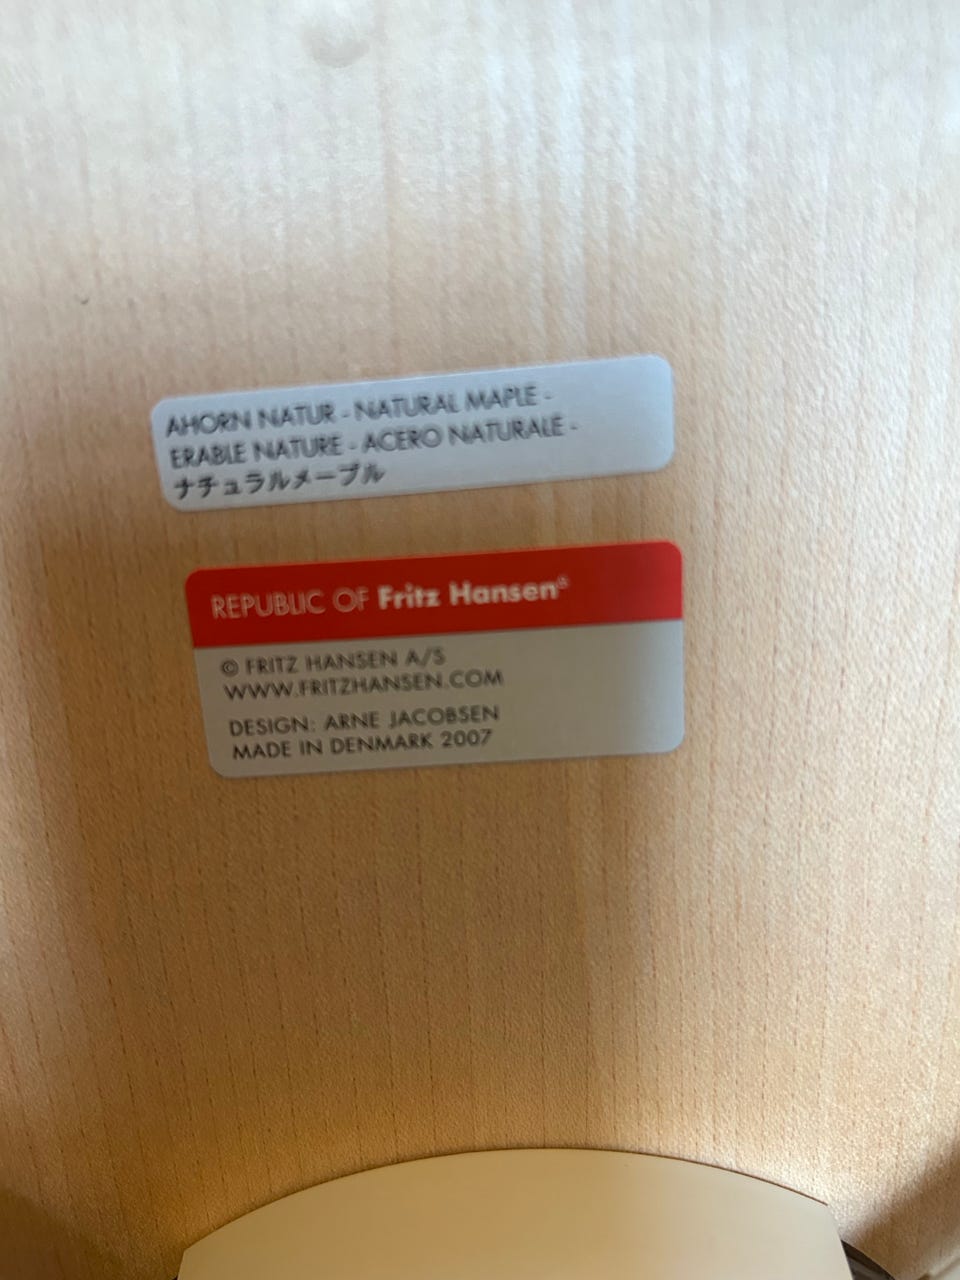 AHORN NATUR - NATURAL MAPLE -
ERABLE NATURE - ACERO NATURALE -
ナチュラルメープル
REPUBLIC OF Fritz Hansen®
© FRITZ HANSEN A/S
WWW.FRITZHANSEN.COM
DESIGN: ARNE JACOBSEN
MADE IN DENMARK 2007